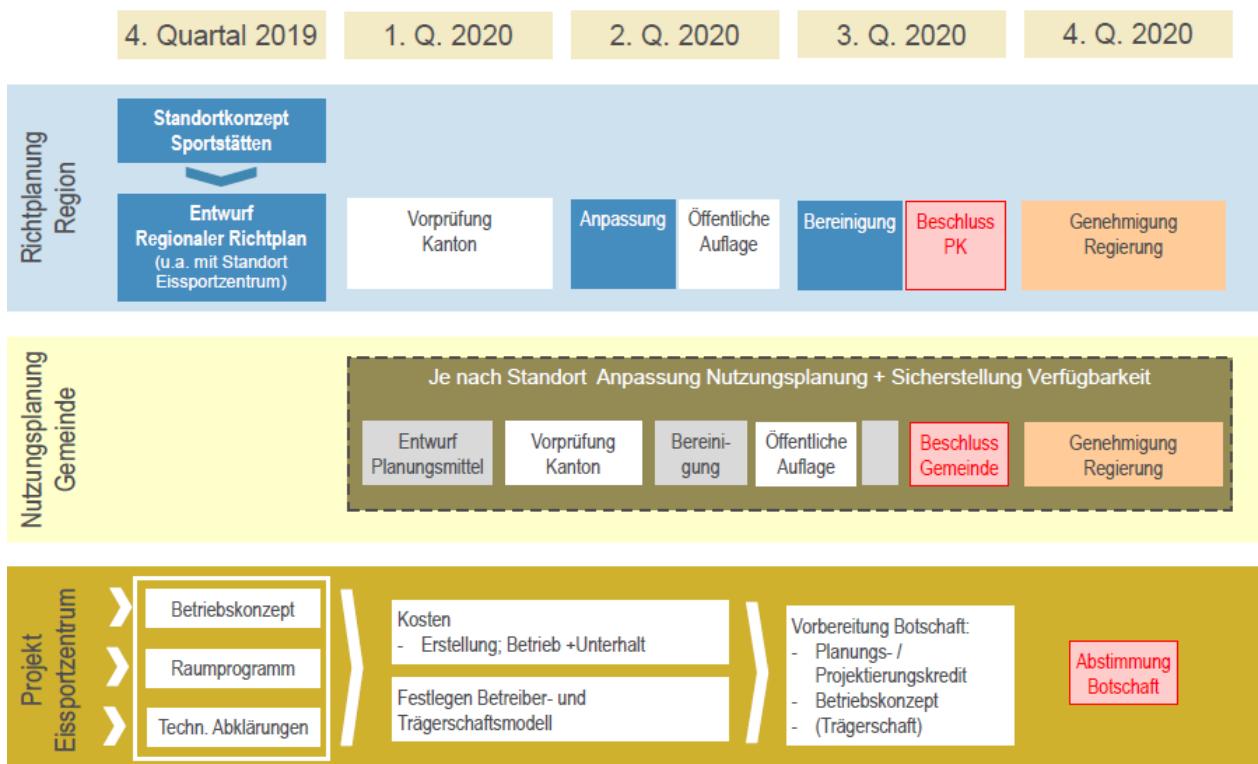 4. Quartal 2019
1. Q. 2020
2. Q. 2020
3. Q. 2020
4. Q. 2020
Richtplanung
Region
Standortkonzept
Sportstätten
Entwurf
Regionaler Richtplan
(u.a. mit Standort
Eissportzentrum)
Vorprüfung
Kanton
Anpassung
Öffentliche
Auflage
Bereinigung
Beschluss
PK
Genehmigung
Regierung
Nutzungsplanung
Gemeinde
Je nach Standort Anpassung Nutzungsplanung + Sicherstellung Verfügbarkeit
Entwurf
Planungsmittel
Vorprüfung
Kanton
Bereini-
gung
Öffentliche
Auflage
Beschluss
Gemeinde
Genehmigung
Regierung
Projekt
Eissportzentrum
Betriebskonzept
Raumprogramm
Techn. Abklärungen
Kosten
- Erstellung; Betrieb +Unterhalt
Festlegen Betreiber- und
Trägerschaftsmodell
Vorbereitung Botschaft:
- Planungs- /
Projektierungskredit
- Betriebskonzept
- (Trägerschaft)
Abstimmung
Botschaft